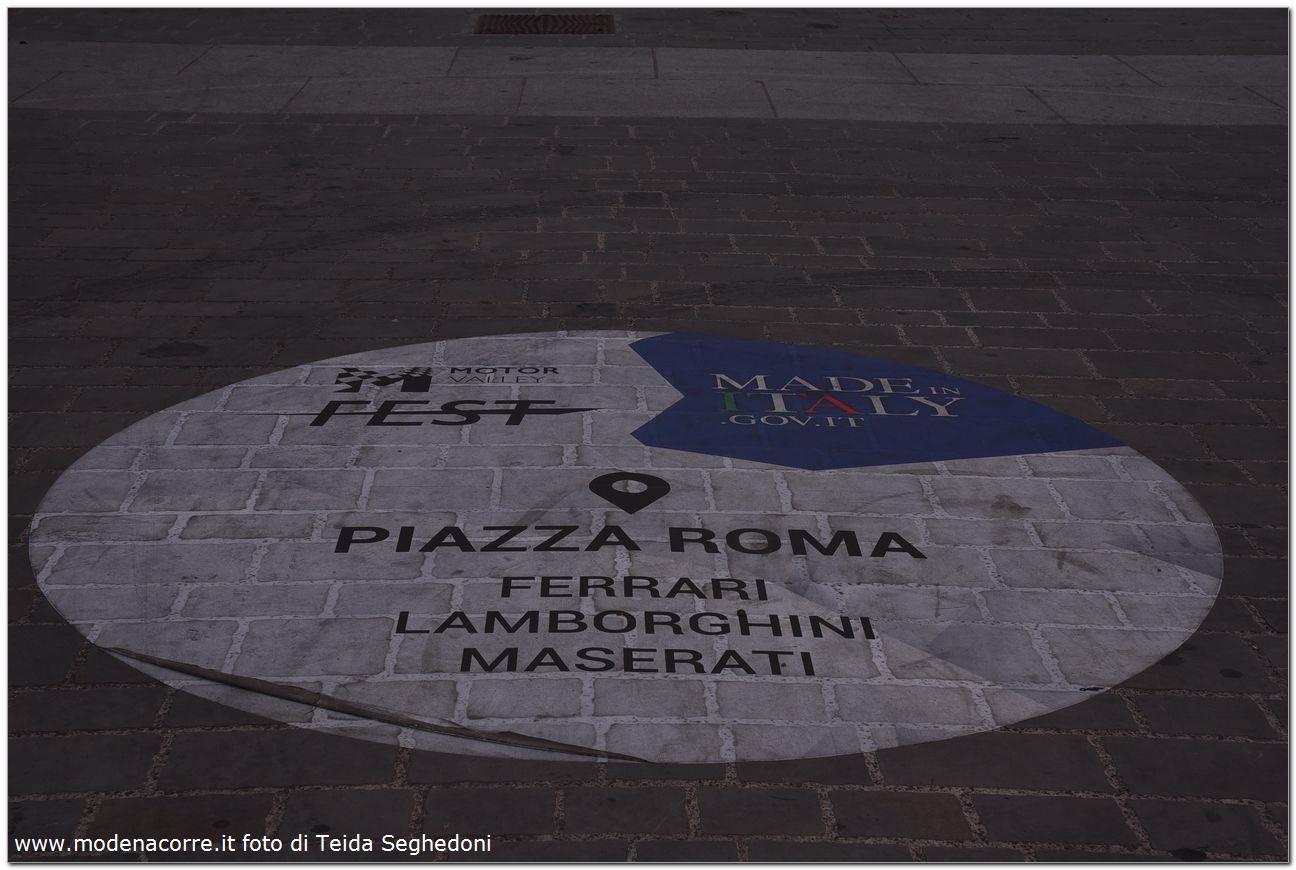 MOTOR
VALLEY
FEST
MADE IN
ITALY
.GOV.IT
PIAZZA ROMA
FERRARI
LAMBORGHINI
MASERATI
www.modenacorre.it foto di Teida Seghedoni